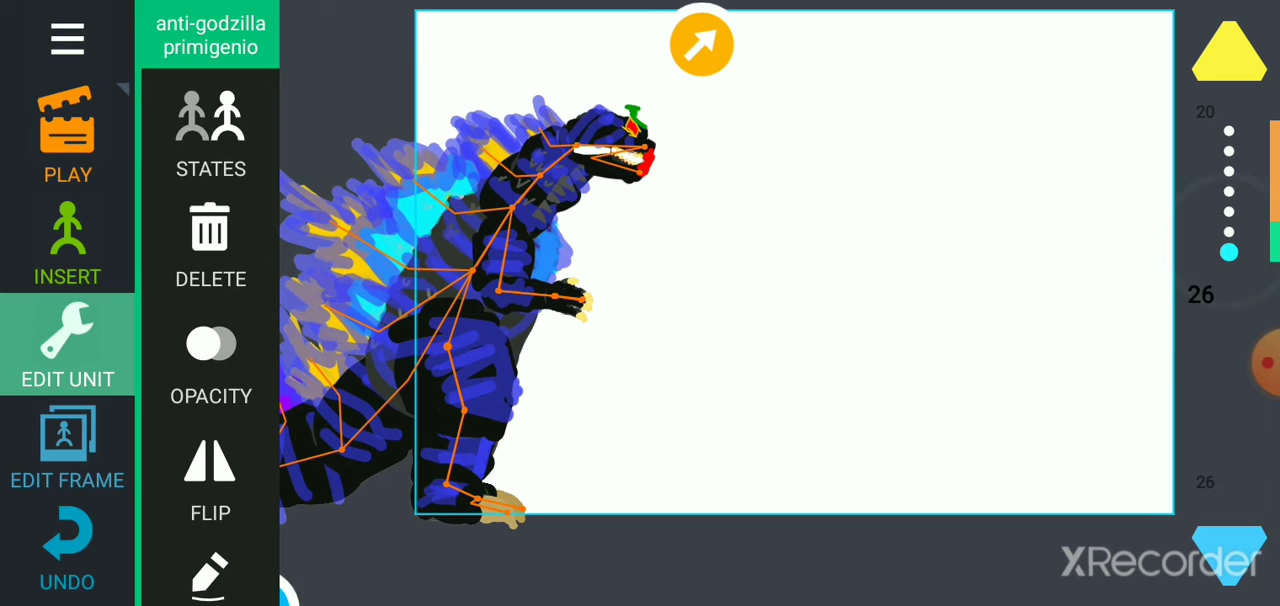 PLAY
INSERT
EDIT UNIT
EDIT FRAME
UNDO
anti-godzilla
primigenio
STATES
DELETE
OPACITY
FLIP
20
26
26
XRecorder